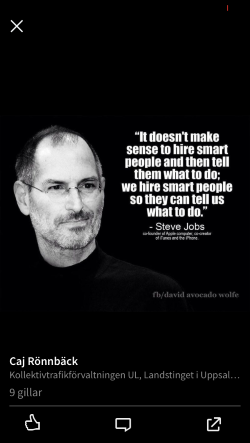 "It doesn't make
sense to hire smart
people and then tell
them what to do;
we hire smart people
so they can tell us
what to do."
- Steve Jobs
co-founder of Apple computer, co-creator
of iTunes and the iPhone.
fb/david avocado wolfe
Caj Rönnbäck
Kollektivtrafikförvaltningen UL, Landstinget i Uppsal...
9 gillar